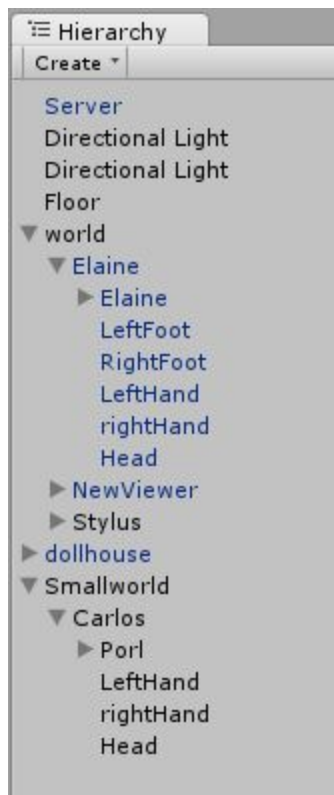 Hierarchy
Create
Server
Directional Light
Directional Light
Floor
world
Elaine
Elaine
LeftFoot
RightFoot
LeftHand
rightHand
Head
NewViewer
Stylus
dollhouse
Smallworld
Carlos
Porl
LeftHand
rightHand
Head